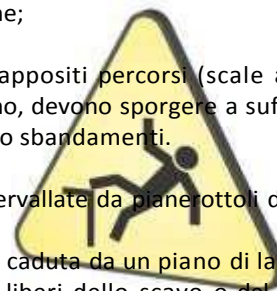 ne;
appositi percorsi (scale a
no, devono sporgere a suf
o sbandamenti.
ervallate da pianerottoli d
caduta da un piano di la
liberi dello scavo e del